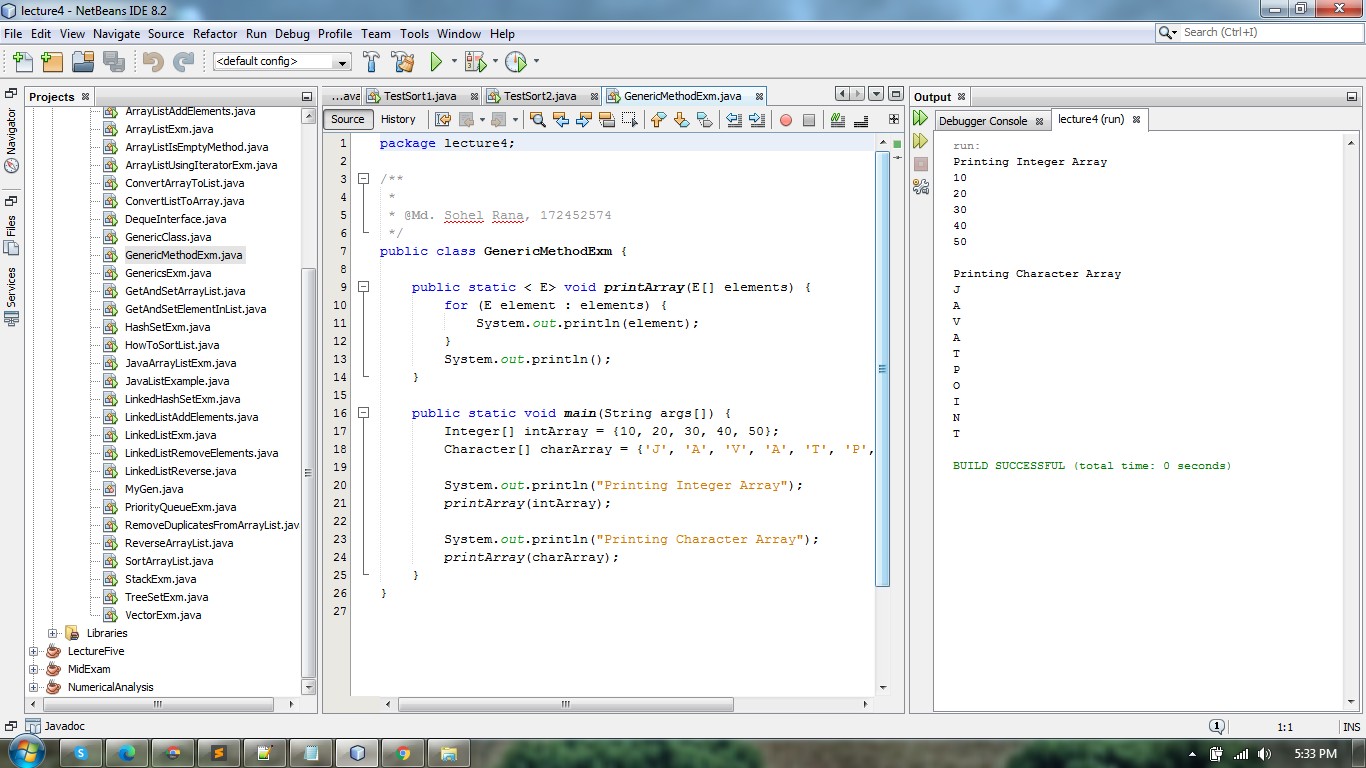 lecture4 - NetBeans IDE 8.2
File Edit View Navigate Source Refactor Run Debug Profile Team Tools Window Help
Search (Ctrl+I)
<default config>
Navigator
Files
Services
Projects
ArrayListAddElements.java
ArrayListExm.java
ArrayListIsEmptyMethod.java
ArrayListUsingIteratorExm.java
ConvertArrayToList.java
ConvertListToArray.java
DequeInterface.java
GenericClass.java
GenericMethodExm.java
GenericsExm.java
GetAndSetArrayList.java
GetAndSetElementInList.java
HashSetExm.java
HowToSortList.java
JavaArrayListExm.java
JavaListExample.java
LinkedHashSetExm.java
LinkedListAddElements.java
LinkedListExm.java
LinkedListRemoveElements.java
LinkedListReverse.java
MyGen.java
PriorityQueueExm.java
RemoveDuplicatesFromArrayList.jav
ReverseArrayList.java
SortArrayList.java
StackExm.java
TreeSetExm.java
VectorExm.java
Libraries
LectureFive
MidExam
NumericalAnalysis
...ava TestSort1.java TestSort2.java GenericMethodExm.java
Source History
1 package lecture4;
2
3 /**
4 *
5 * @Md. Sohel Rana, 172452574
6 */
7 public class GenericMethodExm {
8
9 public static < E> void printArray(E[] elements) {
10 for (E element : elements) {
11 System.out.println(element);
12 }
13 System.out.println();
14 }
15
16 public static void main(String args[]) {
17 Integer[] intArray = {10, 20, 30, 40, 50};
18 Character[] charArray = {'J', 'A', 'V', 'A', 'T', 'P',
19
20 System.out.println("Printing Integer Array");
21 printArray(intArray);
22
23 System.out.println("Printing Character Array");
24 printArray(charArray);
25 }
26 }
27
Output
Debugger Console lecture4 (run)
run:
Printing Integer Array
10
20
30
40
50
Printing Character Array
J
A
V
A
T
P
O
I
N
T
BUILD SUCCESSFUL (total time: 0 seconds)
Javadoc
1
1:1 INS
5:33 PM